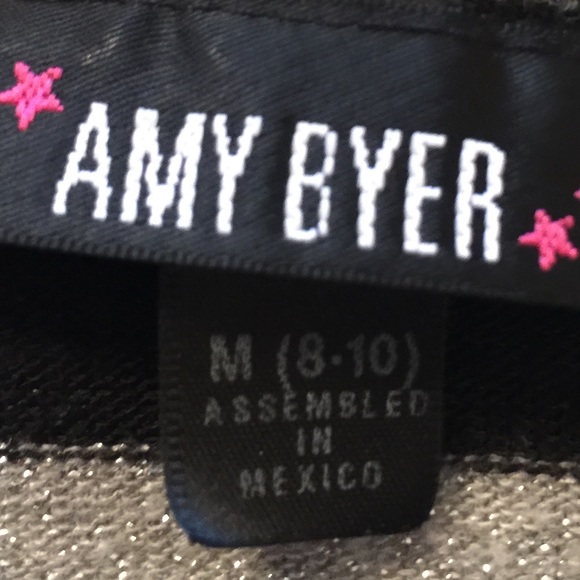 AMY BYER
M (8-10)
ASSEMBLED
IN
MEXICO